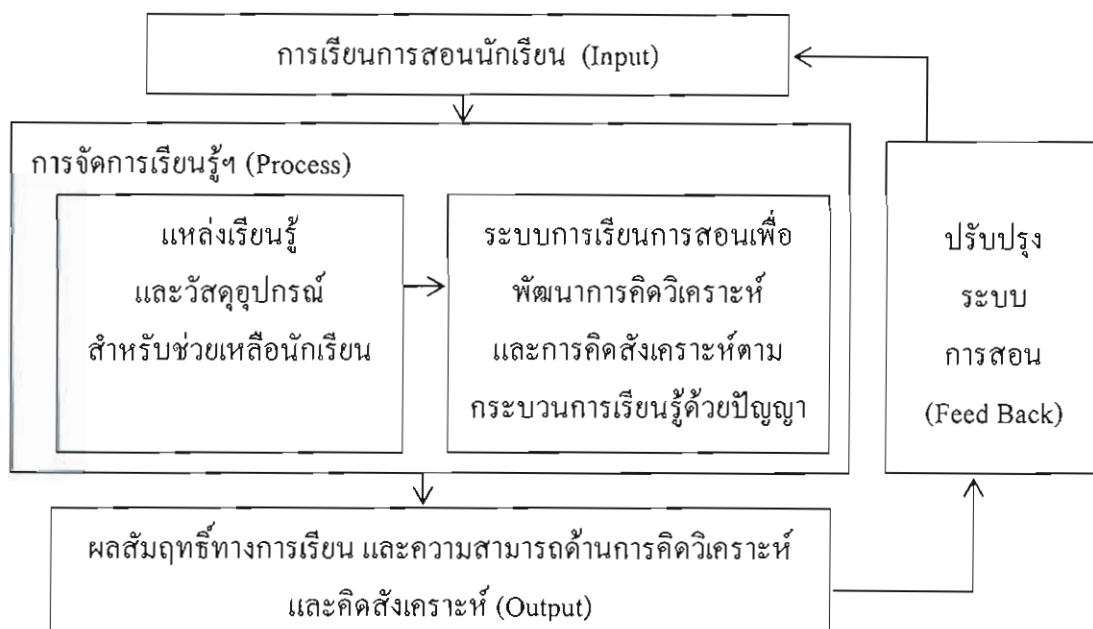 การเรียนการสอนนักเรียน (Input)
การจัดการเรียนรู้ฯ (Process)
แหล่งเรียนรู้
และวัสดุอุปกรณ์
สำหรับช่วยเหลือนักเรียน
ระบบการเรียนการสอนเพื่อ
พัฒนาการคิดวิเคราะห์
และการคิดสังเคราะห์ตาม
กระบวนการเรียนรู้ด้วยปัญญา
ปรับปรุง
ระบบ
การสอน
(Feed Back)
ผลสัมฤทธิ์ทางการเรียน และความสามารถด้านการคิดวิเคราะห์
และคิดสังเคราะห์ (Output)